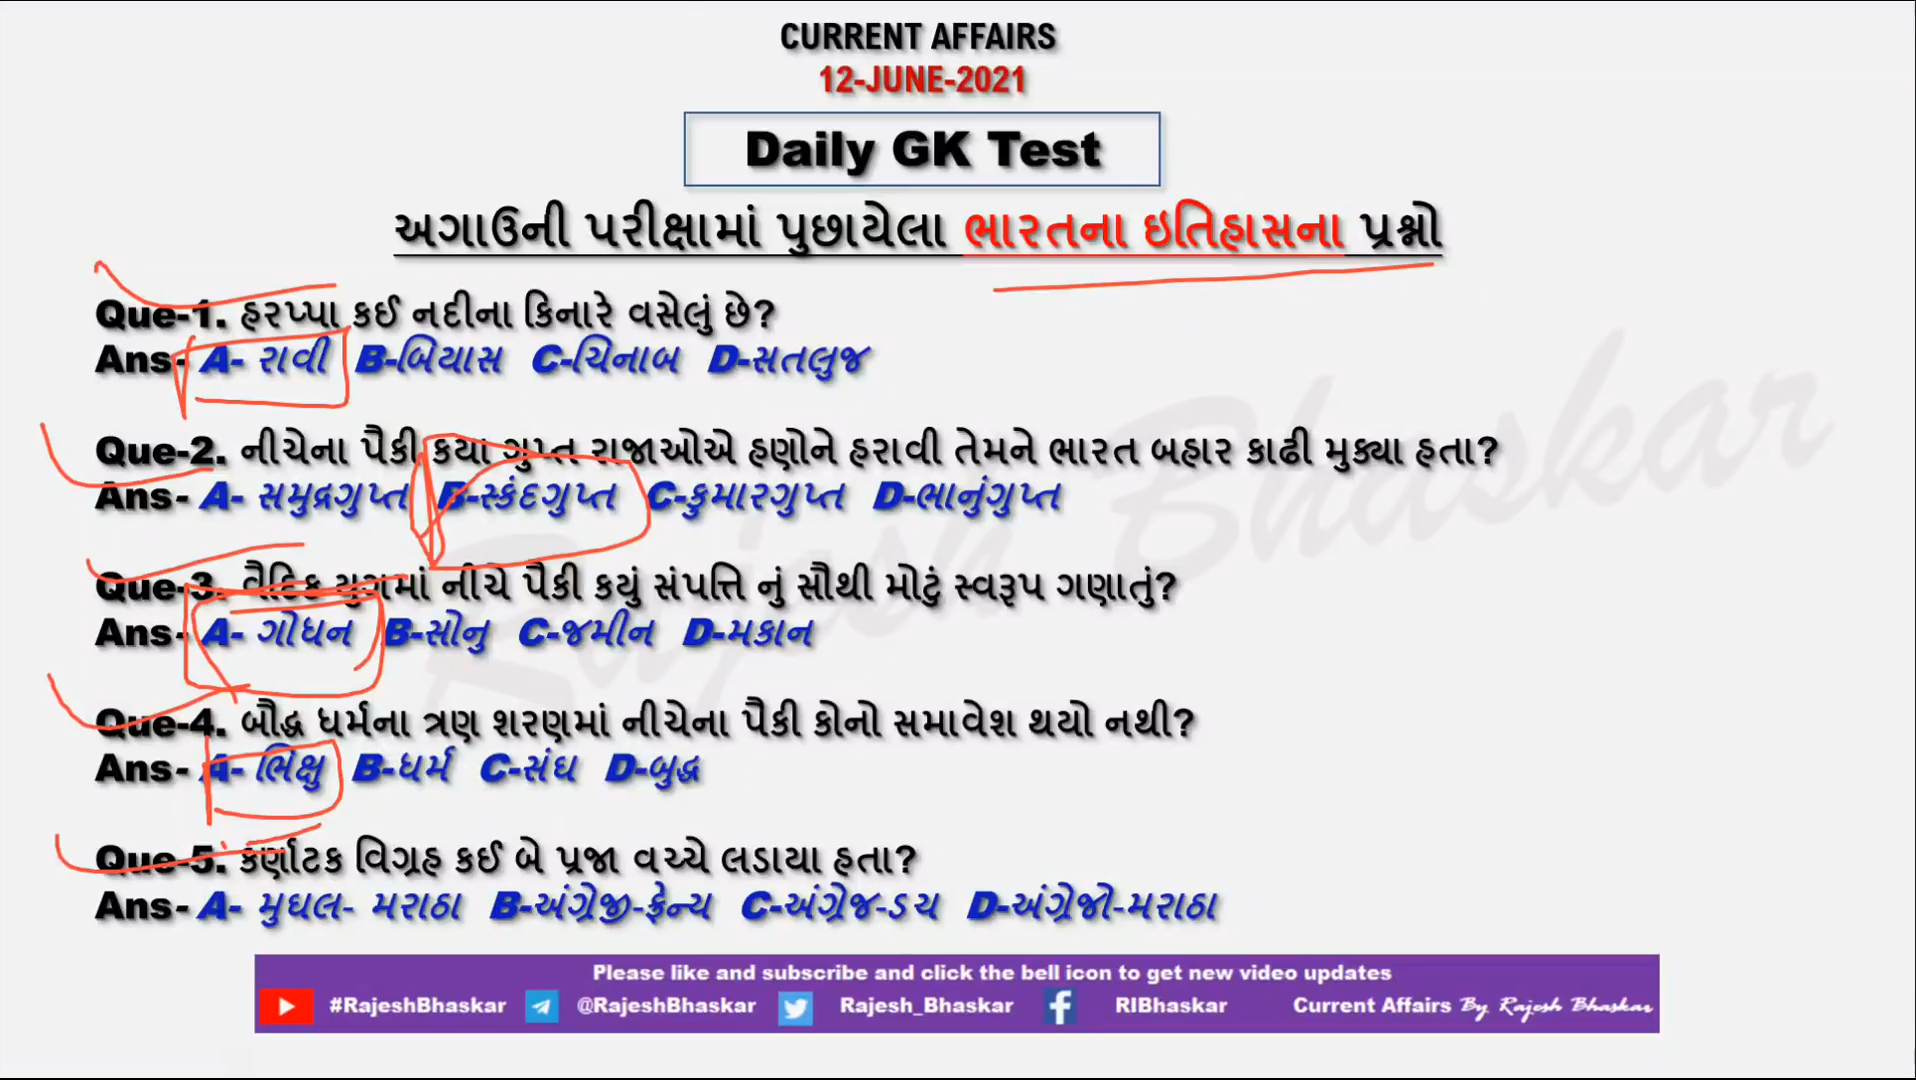 CURRENT AFFAIRS
12-JUNE-2021
Daily GK Test
અગાઉની પરીક્ષામાં પુછાયેલા ભારતના ઇતિહાસના પ્રશ્નો
Que-1. હરપ્પા કઈ નદીના કિનારે વસેલું છે?
Ans- A- રાવી B-બિયાસ C-ચિનાબ D-સતલુજ
Que-2. નીચેના પૈકી કયા ગુપ્ત રાજાઓએ હણોને હરાવી તેમને ભારત બહાર કાઢી મુક્યા હતા?
Ans- A- સમુદ્રગુપ્ત B-સ્કંદગુપ્ત C-કુમારગુપ્ત D-ભાનુંગુપ્ત
Que-3. વૈદિક યુગમાં નીચે પૈકી કયું સંપત્તિ નું સૌથી મોટું સ્વરૂપ ગણાતું?
Ans- A- ગોધન B-સોનુ C-જમીન D-મકાન
Que-4. બૌદ્ધ ધર્મના ત્રણ શરણમાં નીચેના પૈકી કોનો સમાવેશ થયો નથી?
Ans- A- ભિક્ષુ B-ધર્મ C-સંઘ D-બુદ્ધ
Que-5. કર્ણાટક વિગ્રહ કઈ બે પ્રજા વચ્ચે લડાયા હતા?
Ans- A- મુઘલ- મરાઠા B-અંગ્રેજી-ફ્રેન્ચ C-અંગ્રેજ-ડચ D-અંગ્રેજો-મરાઠા
Rajesh Bhaskar
Please like and subscribe and click the bell icon to get new video updates
#RajeshBhaskar @RajeshBhaskar Rajesh_Bhaskar RIBhaskar Current Affairs By Rajesh Bhaskar